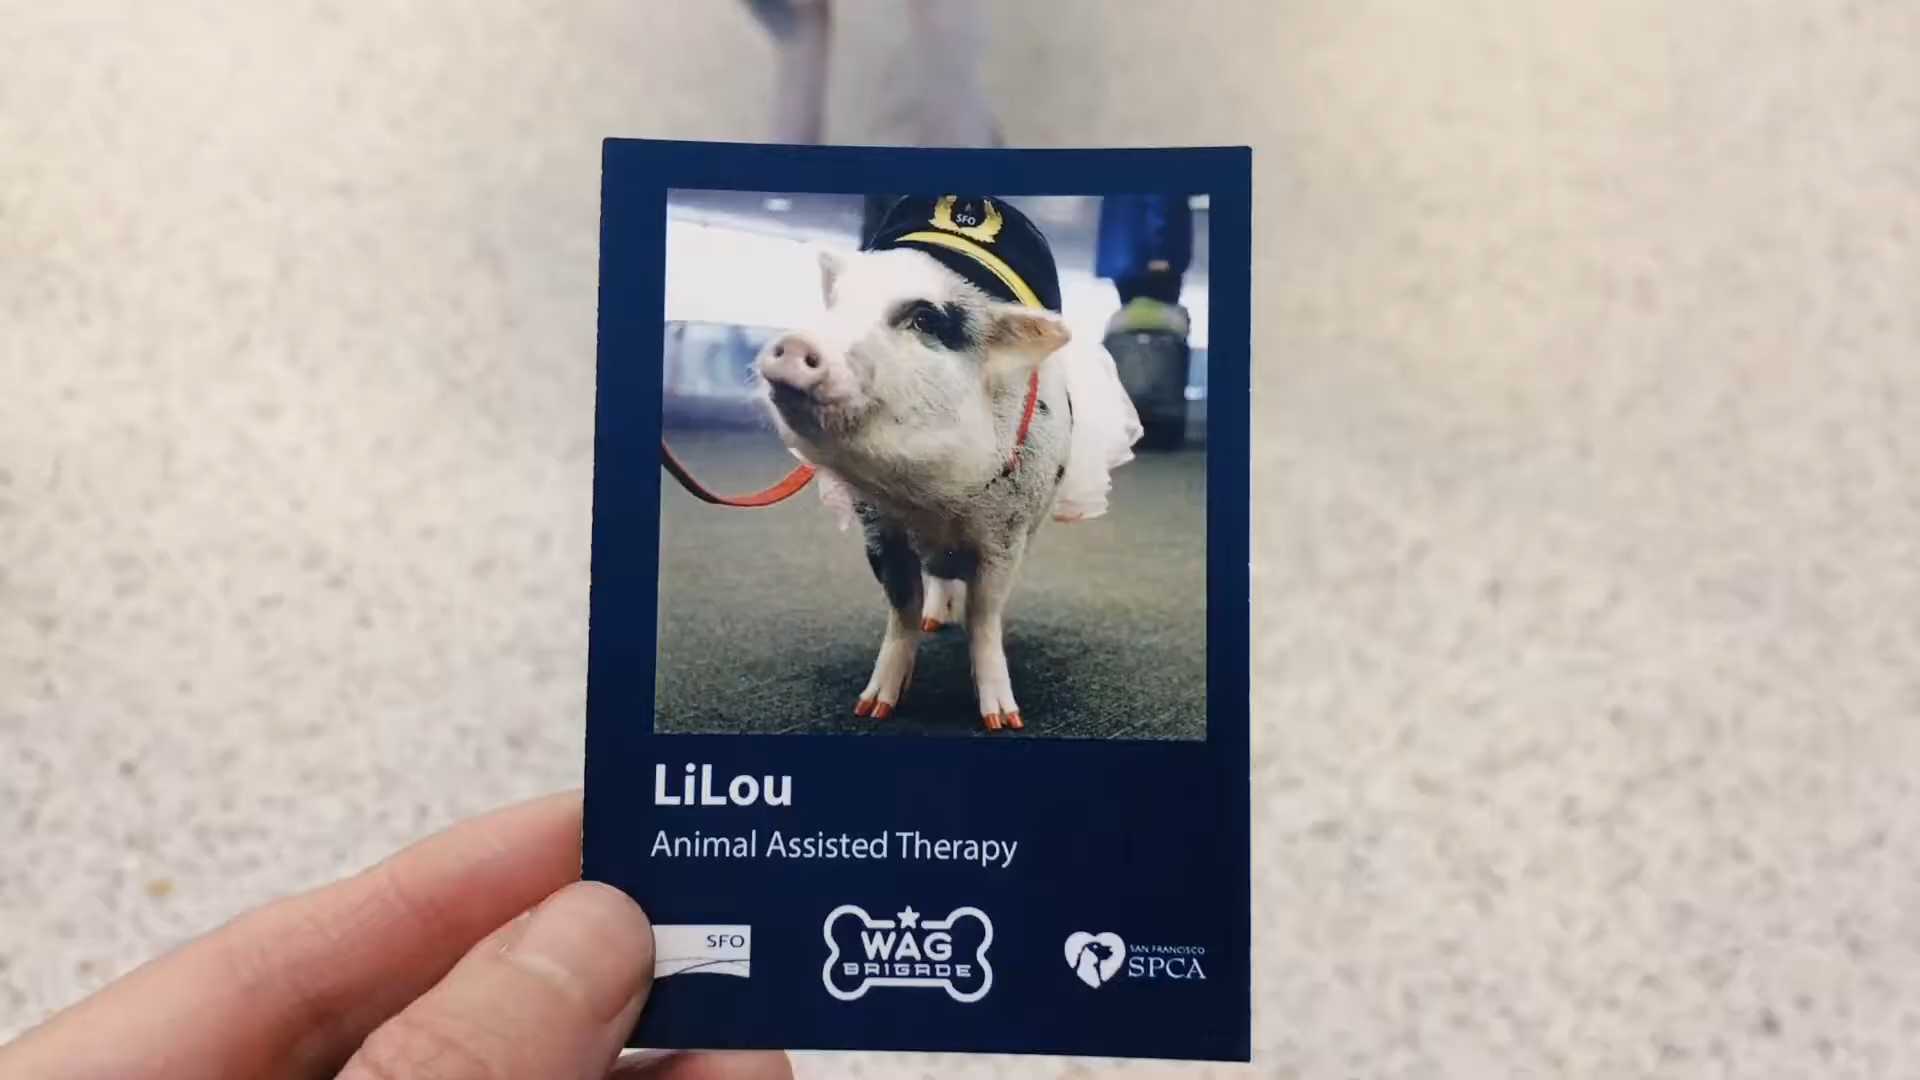 SFO
LiLou
Animal Assisted Therapy
SFO
WAG
BRIGADE
SAN FRANCISCO
SPCA